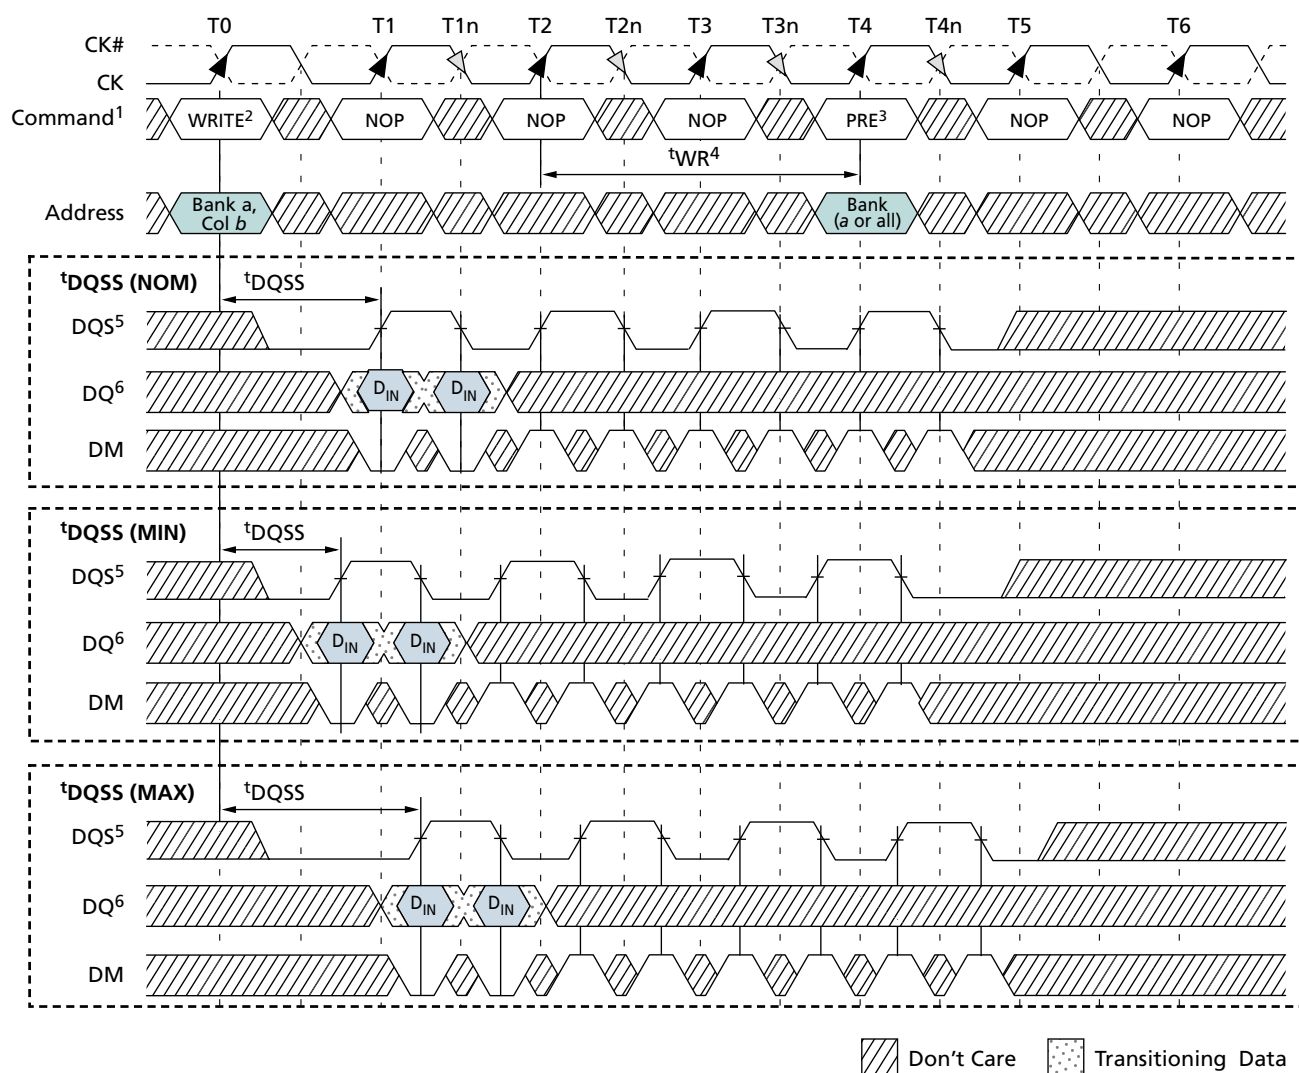 T0 T1 T1n T2 T2n T3 T3n T4 T4n T5 T6
CK#
CK
Command1 WRITE2 NOP NOP NOP PRE3 NOP NOP
tWR4
Address Bank a, Col b Bank (a or all)
tDQSS (NOM) tDQSS
DQS5
DQ6 DIN DIN
DM
tDQSS (MIN) tDQSS
DQS5
DQ6 DIN DIN
DM
tDQSS (MAX) tDQSS
DQS5
DQ6 DIN DIN
DM
Don't Care Transitioning Data